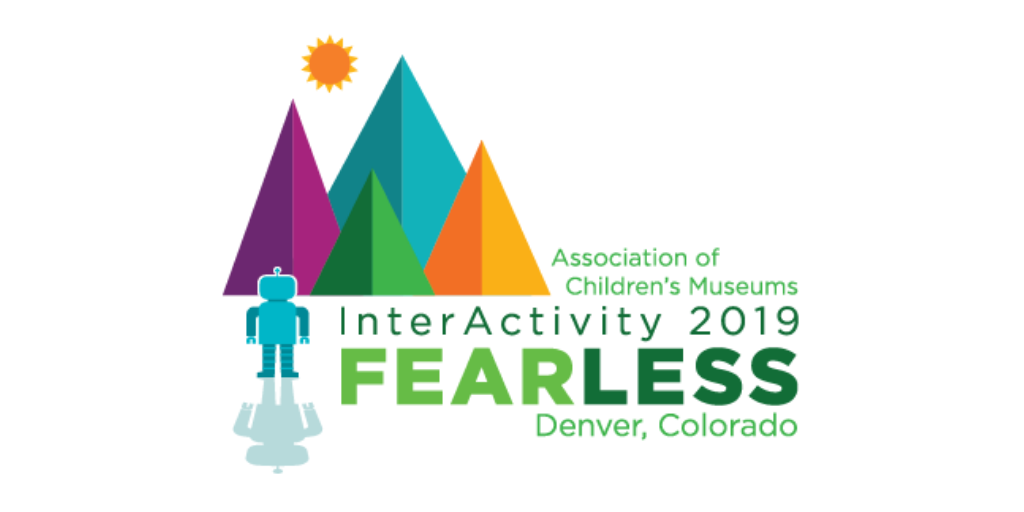 Association of
Children's Museums
InterActivity 2019
FEARLESS
Denver, Colorado